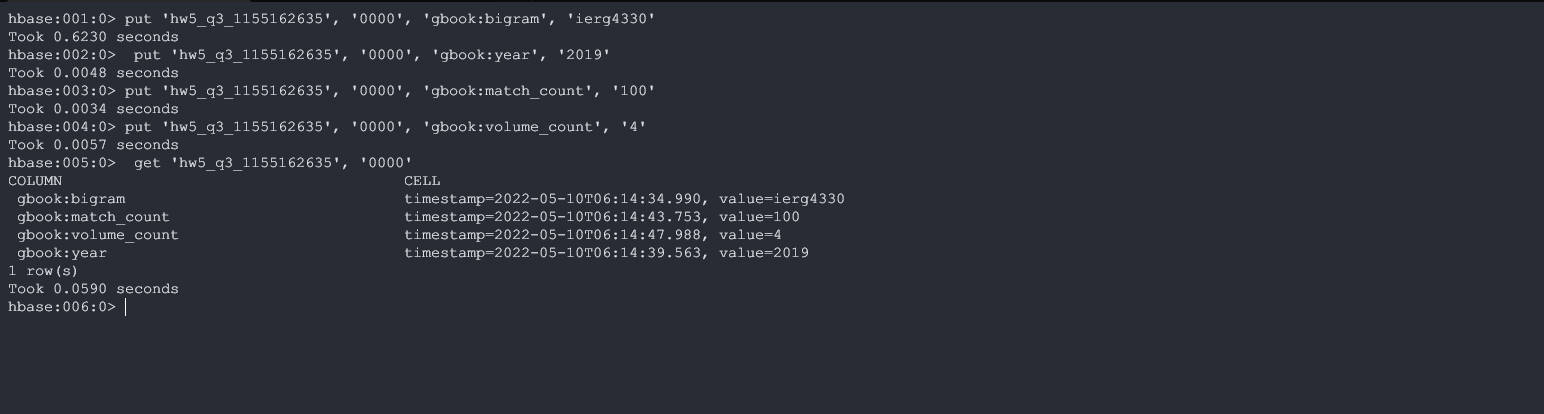 hbase:001:0> put 'hw5_q3_1155162635', '0000', 'gbook:bigram', 'ierg4330'
Took 0.6230 seconds
hbase:002:0>  put 'hw5_q3_1155162635', '0000', 'gbook:year', '2019'
Took 0.0048 seconds
hbase:003:0> put 'hw5_q3_1155162635', '0000', 'gbook:match_count', '100'
Took 0.0034 seconds
hbase:004:0> put 'hw5_q3_1155162635', '0000', 'gbook:volume_count', '4'
Took 0.0057 seconds
hbase:005:0>  get 'hw5_q3_1155162635', '0000'
COLUMN                                      CELL
 gbook:bigram                               timestamp=2022-05-10T06:14:34.990, value=ierg4330
 gbook:match_count                          timestamp=2022-05-10T06:14:43.753, value=100
 gbook:volume_count                         timestamp=2022-05-10T06:14:47.988, value=4
 gbook:year                                 timestamp=2022-05-10T06:14:39.563, value=2019
1 row(s)
Took 0.0590 seconds
hbase:006:0>